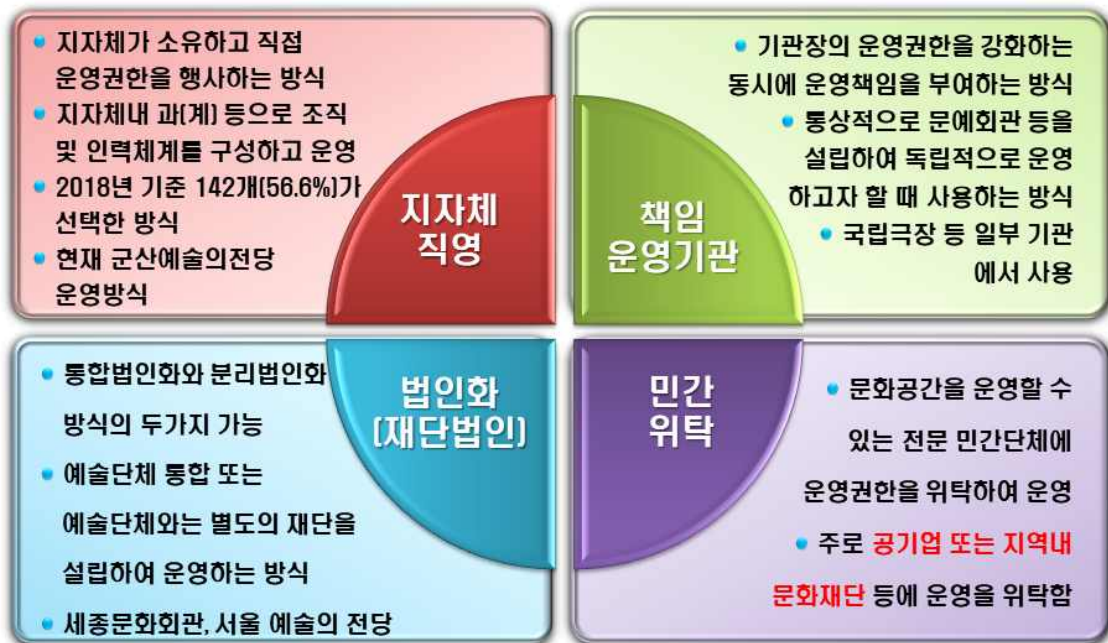 지자체가 소유하고 직접
운영권한을 행사하는 방식
지자체내 과(계) 등으로 조직
및 인력체계를 구성하고 운영
2018년 기준 142개(56.6%)가
선택한 방식
현재 군산예술의전당
운영방식
지자체
직영
기관장의 운영권한을 강화하는
동시에 운영책임을 부여하는 방식
통상적으로 문예회관 등을
설립하여 독립적으로 운영
하고자 할 때 사용하는 방식
국립극장 등 일부 기관
에서 사용
책임
운영기관
통합법인화와 분리법인화
방식의 두가지 가능
예술단체 통합 또는
예술단체와는 별도의 재단을
설립하여 운영하는 방식
세종문화회관, 서울 예술의 전당
법인화
(재단법인)
문화공간을 운영할 수
있는 전문 민간단체에
운영권한을 위탁하여 운영
주로 공기업 또는 지역내
문화재단 등에 운영을 위탁함
민간
위탁